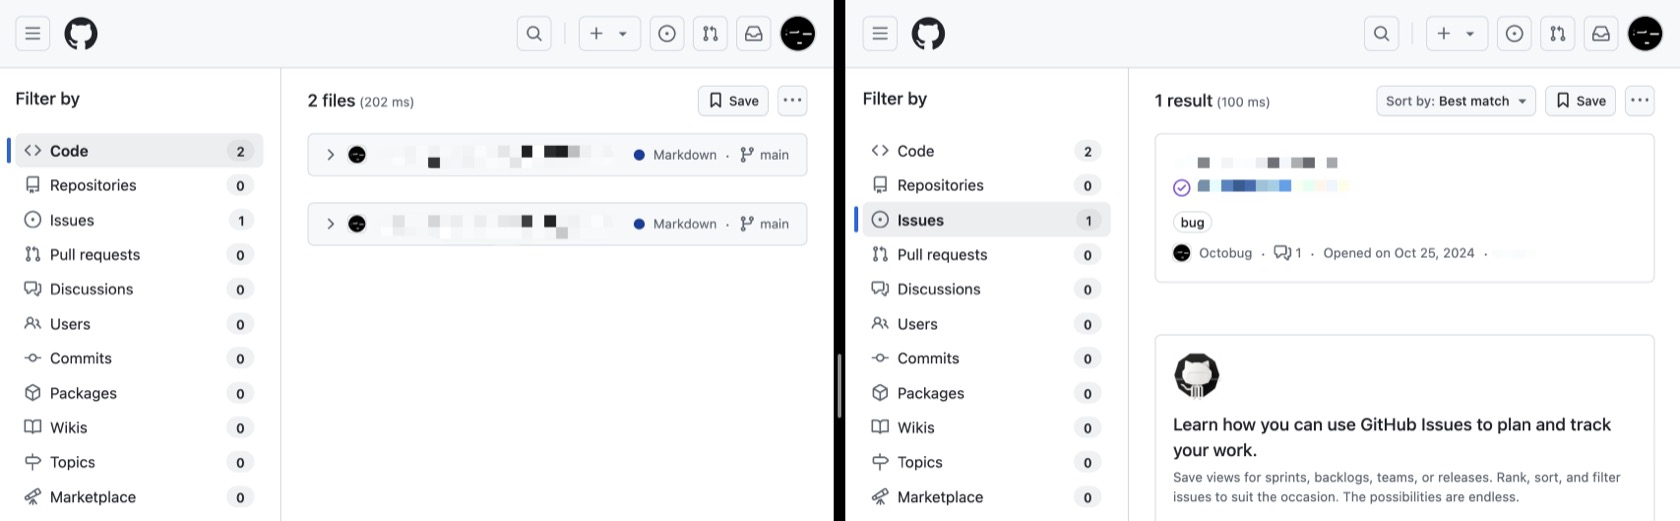 Filter by
Code 2
Repositories 0
Issues 1
Pull requests 0
Discussions 0
Users 0
Commits 0
Packages 0
Wikis 0
Topics 0
Marketplace 0
2 files (202 ms)
Save
Markdown · main
Markdown · main
Filter by
Code 2
Repositories 0
Issues 1
Pull requests 0
Discussions 0
Users 0
Commits 0
Packages 0
Wikis 0
Topics 0
Marketplace 0
1 result (100 ms)
Sort by: Best match
Save
bug
Octobug · 1 · Opened on Oct 25, 2024 ·
Learn how you can use GitHub Issues to plan and track
your work.
Save views for sprints, backlogs, teams, or releases. Rank, sort, and filter
issues to suit the occasion. The possibilities are endless.